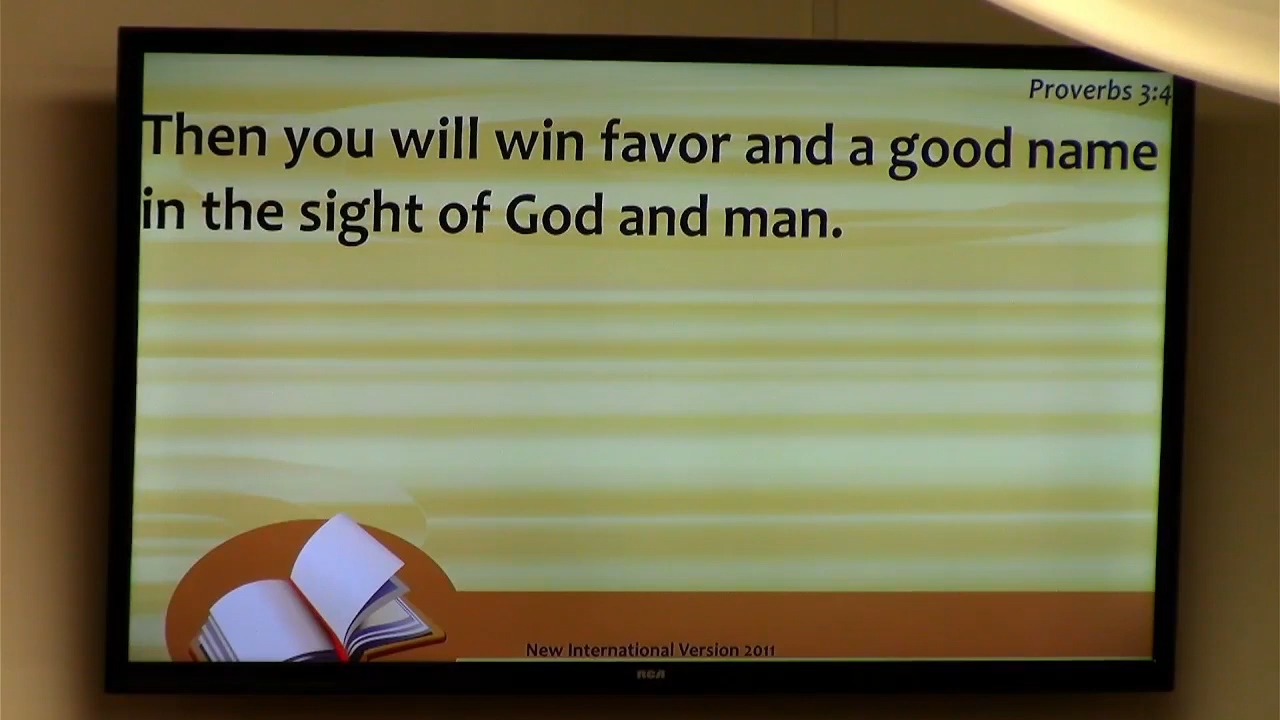 Proverbs 3:4
Then you will win favor and a good name
in the sight of God and man.
New International Version 2011
RCA